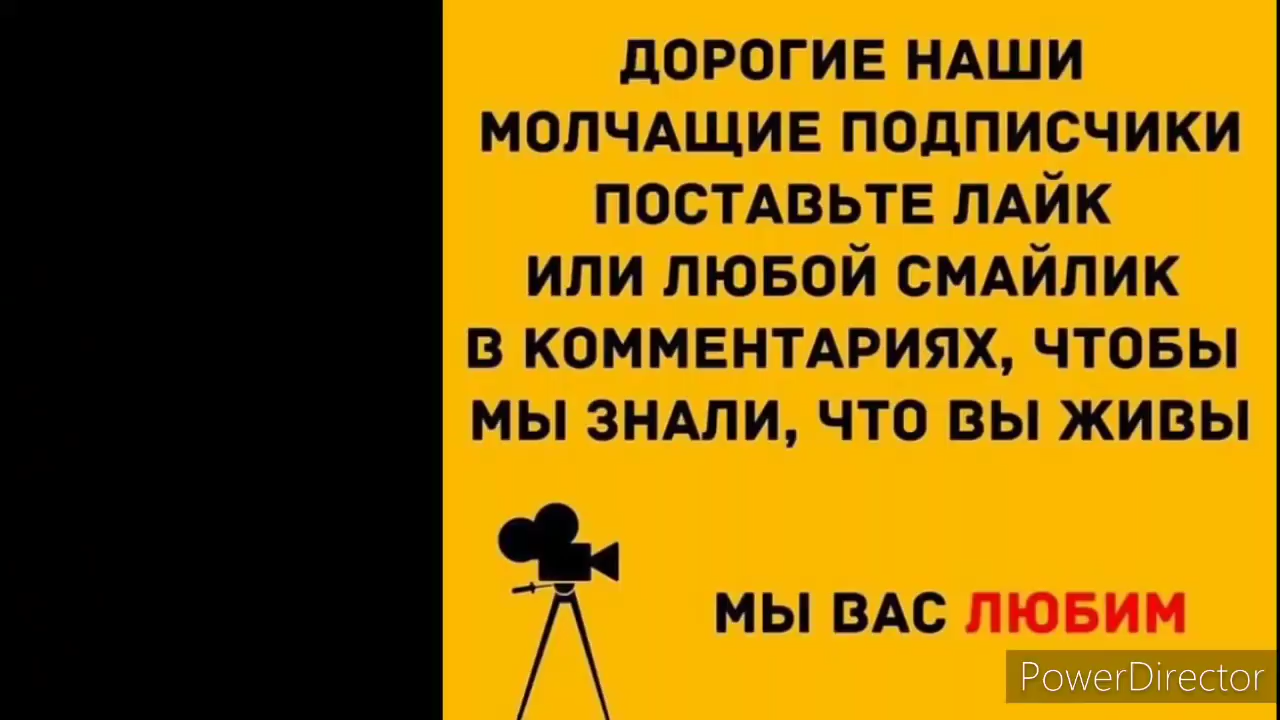 ДОРОГИЕ НАШИ
МОЛЧАЩИЕ ПОДПИСЧИКИ
ПОСТАВЬТЕ ЛАЙК
ИЛИ ЛЮБОЙ СМАЙЛИК
В КОММЕНТАРИЯХ, ЧТОБЫ
МЫ ЗНАЛИ, ЧТО ВЫ ЖИВЫ
МЫ ВАС ЛЮБИМ
PowerDirector